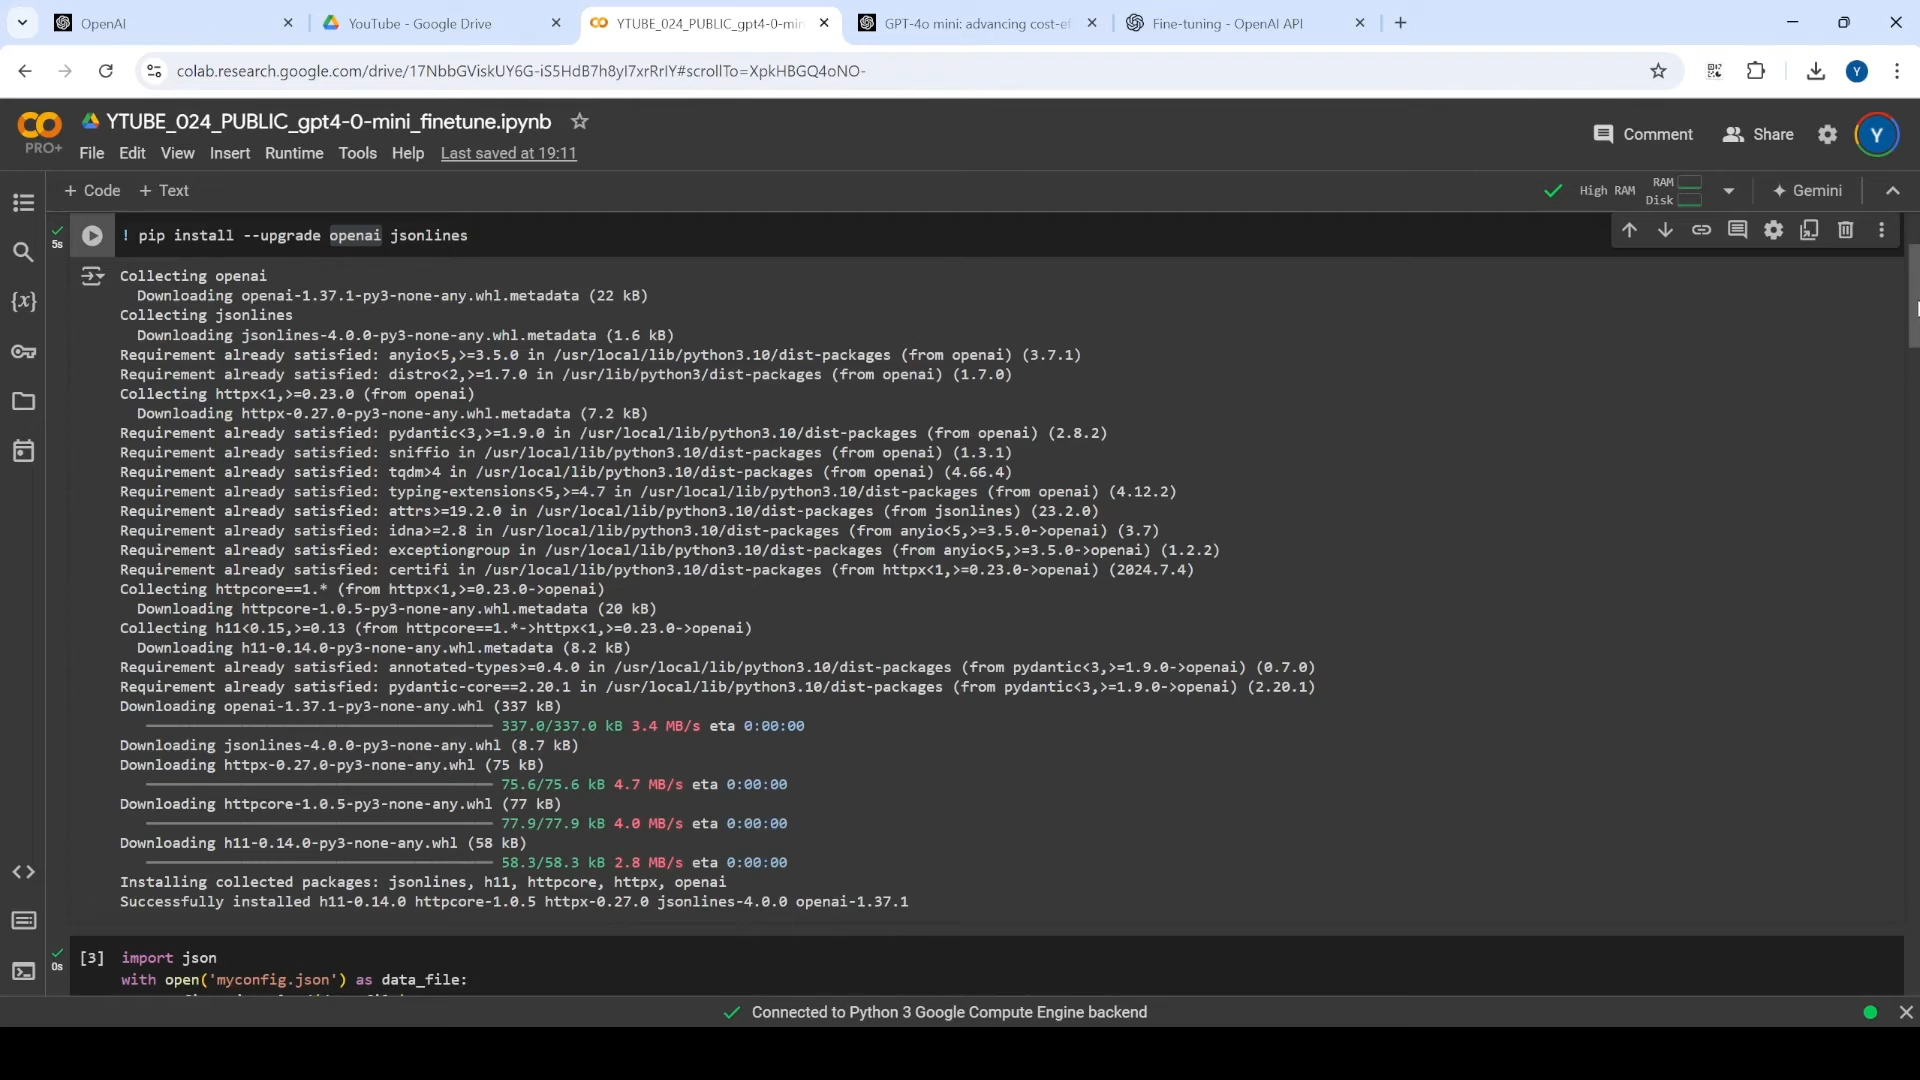 OpenAI
YouTube - Google Drive
YTUBE_024_PUBLIC_gpt4-0-min
GPT-4o mini: advancing cost-ef
Fine-tuning - OpenAI API
colab.research.google.com/drive/17NbbGViskUY6G-iS5HdB7h8yI7xrRrIY#scrollTo=XpkHBGQ4oNO-
Y
YTUBE_024_PUBLIC_gpt4-0-mini_finetune.ipynb
PRO+
File Edit View Insert Runtime Tools Help Last saved at 19:11
Comment
Share
Y
+ Code + Text
High RAM
RAM
Disk
Gemini
5s
! pip install --upgrade openai jsonlines
Collecting openai
Downloading openai-1.37.1-py3-none-any.whl.metadata (22 kB)
Collecting jsonlines
Downloading jsonlines-4.0.0-py3-none-any.whl.metadata (1.6 kB)
Requirement already satisfied: anyio<5,>=3.5.0 in /usr/local/lib/python3.10/dist-packages (from openai) (3.7.1)
Requirement already satisfied: distro<2,>=1.7.0 in /usr/lib/python3/dist-packages (from openai) (1.7.0)
Collecting httpx<1,>=0.23.0 (from openai)
Downloading httpx-0.27.0-py3-none-any.whl.metadata (7.2 kB)
Requirement already satisfied: pydantic<3,>=1.9.0 in /usr/local/lib/python3.10/dist-packages (from openai) (2.8.2)
Requirement already satisfied: sniffio in /usr/local/lib/python3.10/dist-packages (from openai) (1.3.1)
Requirement already satisfied: tqdm>4 in /usr/local/lib/python3.10/dist-packages (from openai) (4.66.4)
Requirement already satisfied: typing-extensions<5,>=4.7 in /usr/local/lib/python3.10/dist-packages (from openai) (4.12.2)
Requirement already satisfied: attrs>=19.2.0 in /usr/local/lib/python3.10/dist-packages (from jsonlines) (23.2.0)
Requirement already satisfied: idna>=2.8 in /usr/local/lib/python3.10/dist-packages (from anyio<5,>=3.5.0->openai) (3.7)
Requirement already satisfied: exceptiongroup in /usr/local/lib/python3.10/dist-packages (from anyio<5,>=3.5.0->openai) (1.2.2)
Requirement already satisfied: certifi in /usr/local/lib/python3.10/dist-packages (from httpx<1,>=0.23.0->openai) (2024.7.4)
Collecting httpcore==1.* (from httpx<1,>=0.23.0->openai)
Downloading httpcore-1.0.5-py3-none-any.whl.metadata (20 kB)
Collecting h11<0.15,>=0.13 (from httpcore==1.*->httpx<1,>=0.23.0->openai)
Downloading h11-0.14.0-py3-none-any.whl.metadata (8.2 kB)
Requirement already satisfied: annotated-types>=0.4.0 in /usr/local/lib/python3.10/dist-packages (from pydantic<3,>=1.9.0->openai) (0.7.0)
Requirement already satisfied: pydantic-core==2.20.1 in /usr/local/lib/python3.10/dist-packages (from pydantic<3,>=1.9.0->openai) (2.20.1)
Downloading openai-1.37.1-py3-none-any.whl (337 kB)
337.0/337.0 kB 3.4 MB/s eta 0:00:00
Downloading jsonlines-4.0.0-py3-none-any.whl (8.7 kB)
Downloading httpx-0.27.0-py3-none-any.whl (75 kB)
75.6/75.6 kB 4.7 MB/s eta 0:00:00
Downloading httpcore-1.0.5-py3-none-any.whl (77 kB)
77.9/77.9 kB 4.0 MB/s eta 0:00:00
Downloading h11-0.14.0-py3-none-any.whl (58 kB)
58.3/58.3 kB 2.8 MB/s eta 0:00:00
Installing collected packages: jsonlines, h11, httpcore, httpx, openai
Successfully installed h11-0.14.0 httpcore-1.0.5 httpx-0.27.0 jsonlines-4.0.0 openai-1.37.1
0s
[3] import json
with open('myconfig.json') as data_file:
Connected to Python 3 Google Compute Engine backend